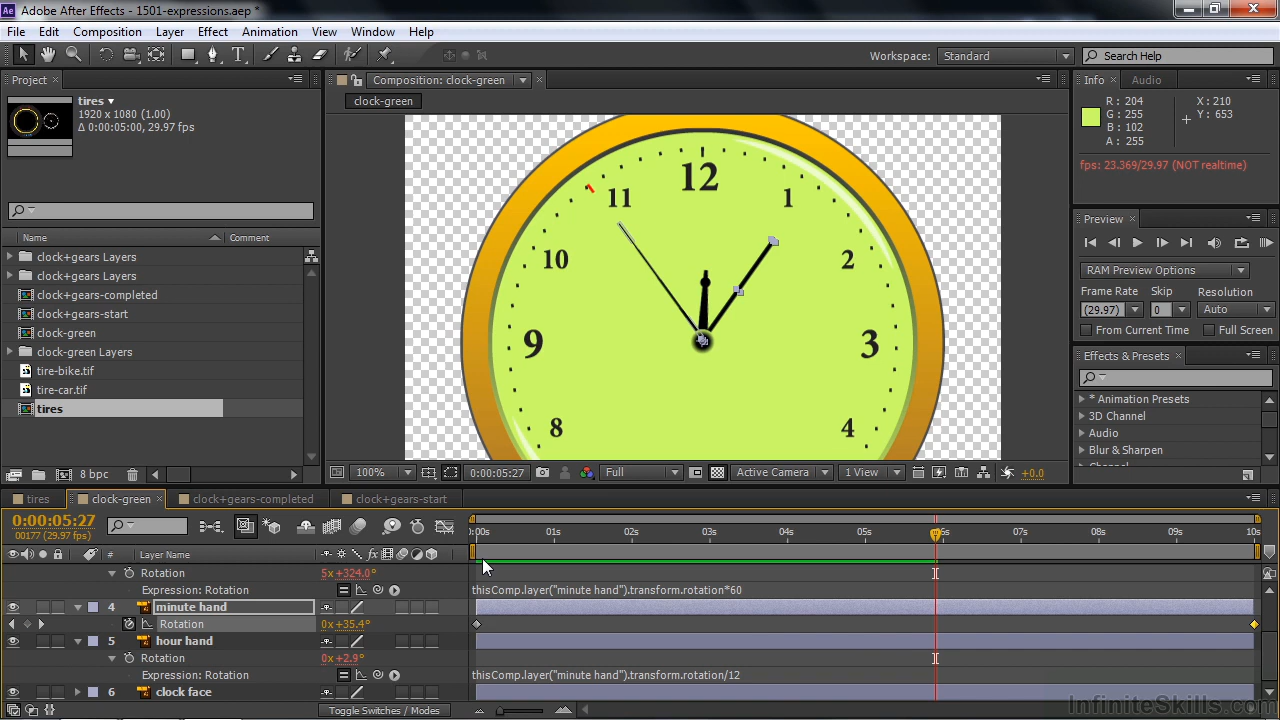 Adobe After Effects - 1501-expressions.aep *
File Edit Composition Layer Effect Animation View Window Help
Workspace: Standard Search Help
Project
Composition: clock-green
Info Audio
clock-green
tires
1920 x 1080 (1.00)
Δ 0:00:05:00, 29.97 fps
R : 204
G : 255
B : 102
A : 255
X : 210
Y : 653
fps: 23.369/29.97 (NOT realtime)
Preview
RAM Preview Options
Frame Rate Skip Resolution
(29.97) 0 Auto
From Current Time Full Screen
Effects & Presets
* Animation Presets
3D Channel
Audio
Blur & Sharpen
Name Comment
clock+gears Layers
clock+gears Layers
clock+gears-completed
clock+gears-start
clock-green
clock-green Layers
tire-bike.tif
tire-car.tif
tires
8 bpc
12
11 1
10 2
9 3
8 4
100% 0:00:05:27 Full Active Camera 1 View +0.0
tires clock-green clock+gears-completed clock+gears-start
0:00:05:27
00177 (29.97 fps)
:00s 01s 02s 03s 04s 05s 06s 07s 08s 09s 10s
# Layer Name
Rotation 5x+324.0°
Expression: Rotation thisComp.layer("minute hand").transform.rotation*60
4 minute hand
Rotation 0x+35.4°
5 hour hand
Rotation 0x+2.9°
Expression: Rotation thisComp.layer("minute hand").transform.rotation/12
6 clock face
Toggle Switches / Modes
InfiniteSkills.com